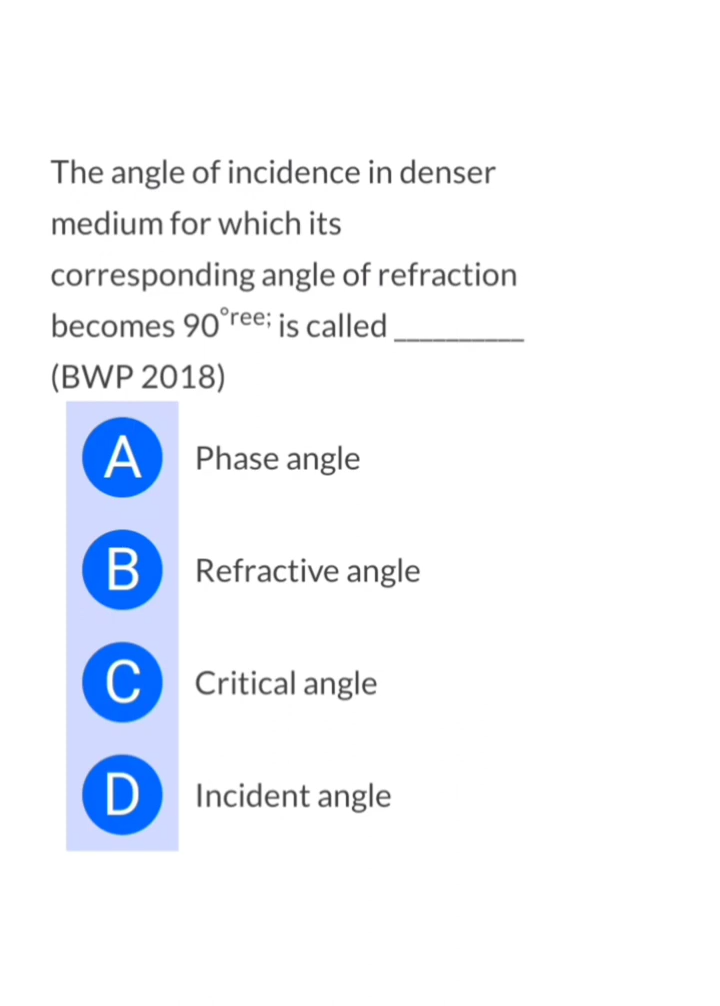 The angle of incidence in denser
medium for which its
corresponding angle of refraction
becomes 90°ree; is called __________
(BWP 2018)
A Phase angle
B Refractive angle
C Critical angle
D Incident angle